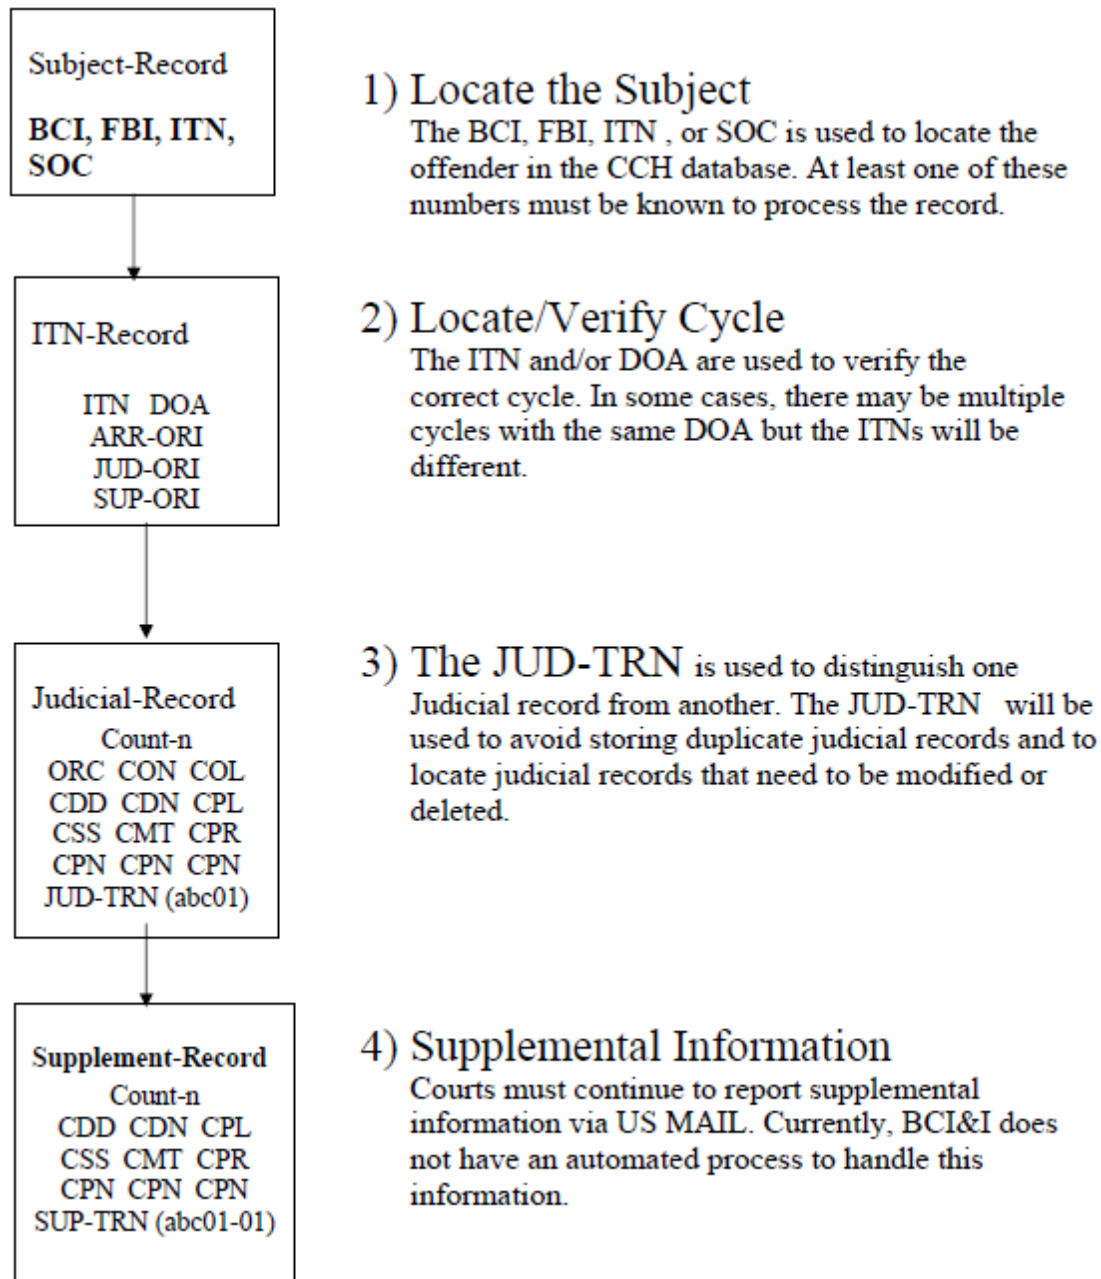 Subject-Record
BCI, FBI, ITN,
SOC
1) Locate the Subject
The BCI, FBI, ITN , or SOC is used to locate the
offender in the CCH database. At least one of these
numbers must be known to process the record.
ITN-Record
ITN DOA
ARR-ORI
JUD-ORI
SUP-ORI
2) Locate/Verify Cycle
The ITN and/or DOA are used to verify the
correct cycle. In some cases, there may be multiple
cycles with the same DOA but the ITNs will be
different.
Judicial-Record
Count-n
ORC CON COL
CDD CDN CPL
CSS CMT CPR
CPN CPN CPN
JUD-TRN (abc01)
3) The JUD-TRN is used to distinguish one
Judicial record from another. The JUD-TRN will be
used to avoid storing duplicate judicial records and to
locate judicial records that need to be modified or
deleted.
Supplement-Record
Count-n
CDD CDN CPL
CSS CMT CPR
CPN CPN CPN
SUP-TRN (abc01-01)
4) Supplemental Information
Courts must continue to report supplemental
information via US MAIL. Currently, BCI&I does
not have an automated process to handle this
information.